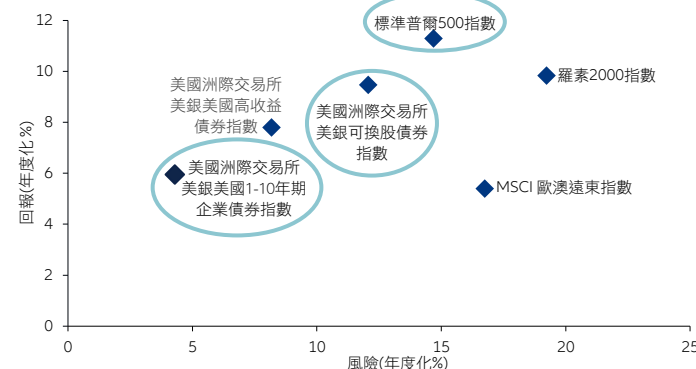 12
標準普爾500指數
10
羅素2000指數
美國洲際交易所
美銀美國高收益
債券指數
美國洲際交易所
美銀可換股債券
指數
8
美國洲際交易所
美銀美國1-10年期
企業債券指數
6
MSCI 歐澳遠東指數
4
2
0
回報(年度化 %)
0
5
10
15
20
25
風險(年度化%)